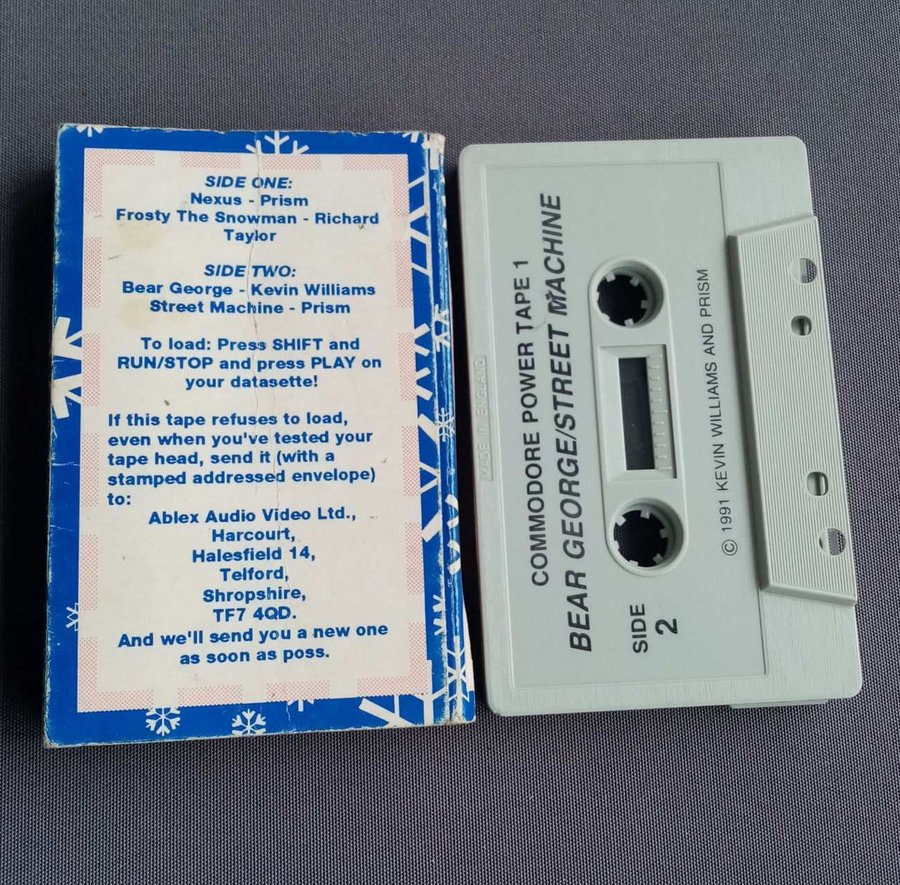 SIDE ONE:
Nexus - Prism
Frosty The Snowman - Richard
Taylor
SIDE TWO:
Bear George - Kevin Williams
Street Machine - Prism
To load: Press SHIFT and
RUN/STOP and press PLAY on
your datasette!
If this tape refuses to load,
even when you've tested your
tape head, send it (with a
stamped addressed envelope)
to:
Ablex Audio Video Ltd.,
Harcourt,
Halesfield 14,
Telford,
Shropshire,
TF7 4QD.
And we'll send you a new one
as soon as poss.
MADE IN ENGLAND
COMMODORE POWER TAPE 1
BEAR GEORGE/STREET MACHINE
SIDE
2
© 1991 KEVIN WILLIAMS AND PRISM